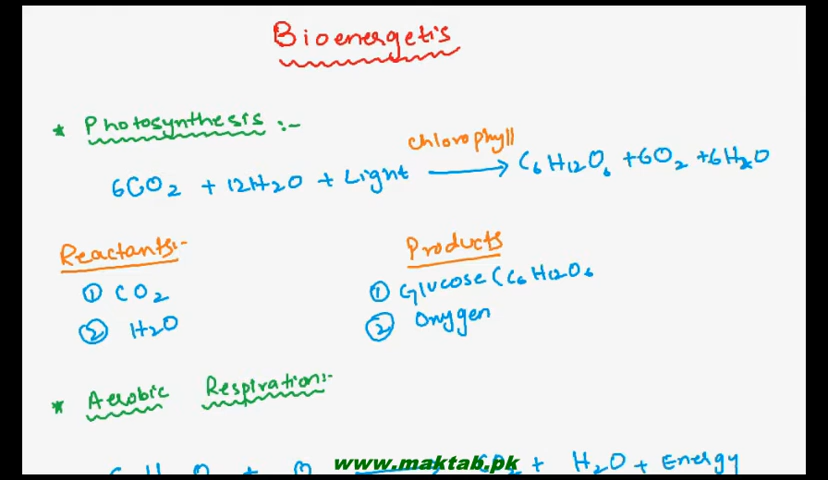 Bioenergetis
* Photosynthesis :-
chlorophyll
6CO2 + 12H2O + Light → C6H12O6 + 6O2 + 6H2O
Reactants:-
Products
① CO2
① Glucose (C6H12O6
② H2O
② Oxygen
* Aerobic Respiration:-
CO2 + H2O + Energy
www.maktab.pk